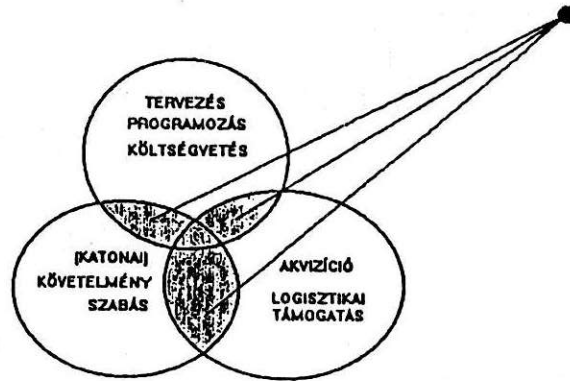 TERVEZÉS
PROGRAMOZÁS
KÖLTSÉGVETÉS
(KATONAI)
KÖVETELMÉNY
SZABÁS
AKVIZÍCIÓ
LOGISZTIKAI
TÁMOGATÁS